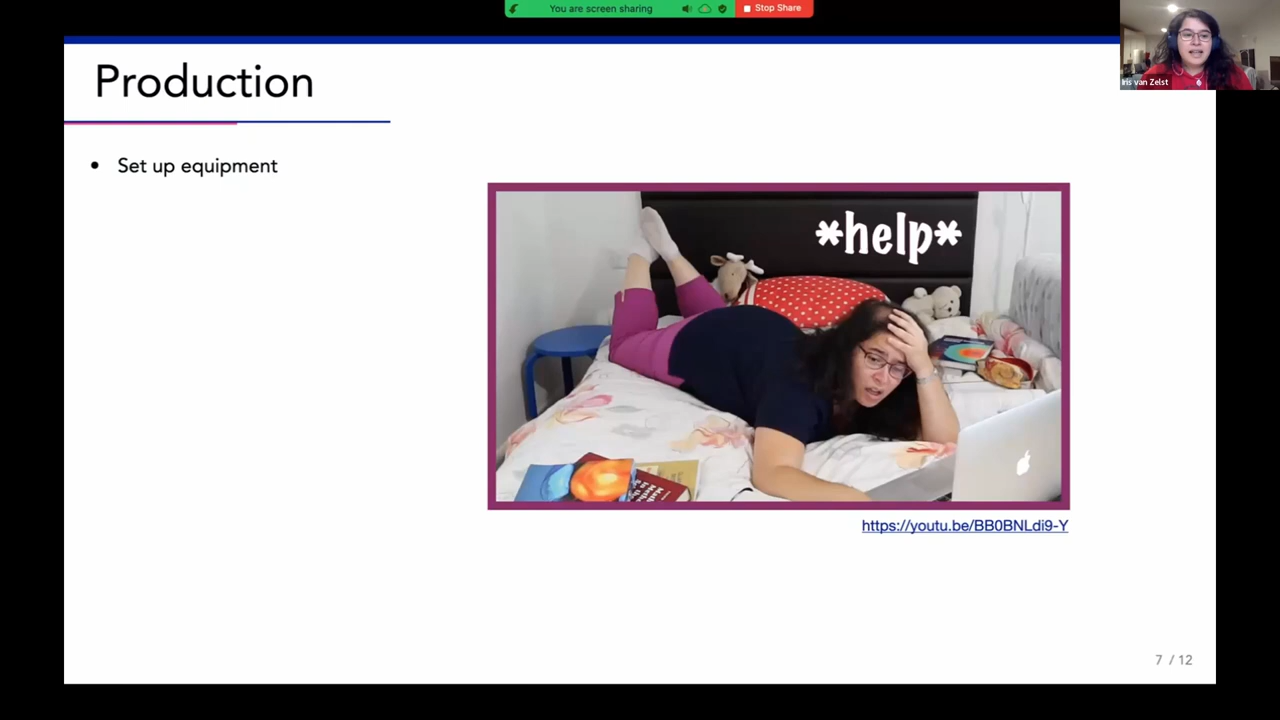 You are screen sharing
Stop Share
Iris van Zelst
Production
• Set up equipment
*help*
https://youtu.be/BB0BNLdi9-Y
7 / 12